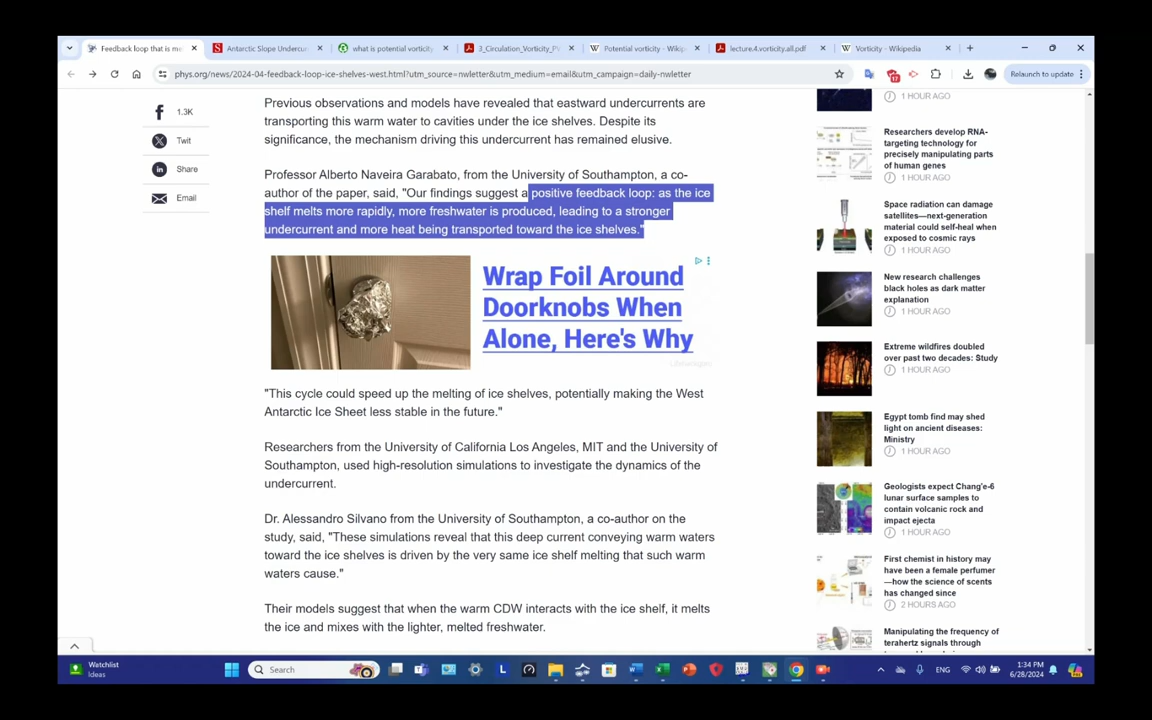 Feedback loop that is me
Antarctic Slope Undercur
what is potential vorticity
3_Circulation_Vorticity_PV
Potential vorticity - Wikipe
lecture.4.vorticity.all.pdf
Vorticity - Wikipedia
phys.org/news/2024-04-feedback-loop-ice-shelves-west.html?utm_source=nwletter&utm_medium=email&utm_campaign=daily-nwletter
Relaunch to update
1.3K
Twit
Share
Email
Previous observations and models have revealed that eastward undercurrents are
transporting this warm water to cavities under the ice shelves. Despite its
significance, the mechanism driving this undercurrent has remained elusive.
Professor Alberto Naveira Garabato, from the University of Southampton, a co-
author of the paper, said, "Our findings suggest a positive feedback loop: as the ice
shelf melts more rapidly, more freshwater is produced, leading to a stronger
undercurrent and more heat being transported toward the ice shelves."
Wrap Foil Around
Doorknobs When
Alone, Here's Why
"This cycle could speed up the melting of ice shelves, potentially making the West
Antarctic Ice Sheet less stable in the future."
Researchers from the University of California Los Angeles, MIT and the University of
Southampton, used high-resolution simulations to investigate the dynamics of the
undercurrent.
Dr. Alessandro Silvano from the University of Southampton, a co-author on the
study, said, "These simulations reveal that this deep current conveying warm waters
toward the ice shelves is driven by the very same ice shelf melting that such warm
waters cause."
Their models suggest that when the warm CDW interacts with the ice shelf, it melts
the ice and mixes with the lighter, melted freshwater.
1 HOUR AGO
Researchers develop RNA-
targeting technology for
precisely manipulating parts
of human genes
1 HOUR AGO
Space radiation can damage
satellites—next-generation
material could self-heal when
exposed to cosmic rays
1 HOUR AGO
New research challenges
black holes as dark matter
explanation
1 HOUR AGO
Extreme wildfires doubled
over past two decades: Study
1 HOUR AGO
Egypt tomb find may shed
light on ancient diseases:
Ministry
1 HOUR AGO
Geologists expect Chang'e-6
lunar surface samples to
contain volcanic rock and
impact ejecta
1 HOUR AGO
First chemist in history may
have been a female perfumer
—how the science of scents
has changed since
2 HOURS AGO
Manipulating the frequency of
terahertz signals through
Watchlist
Ideas
Search
ENG
1:34 PM
6/28/2024